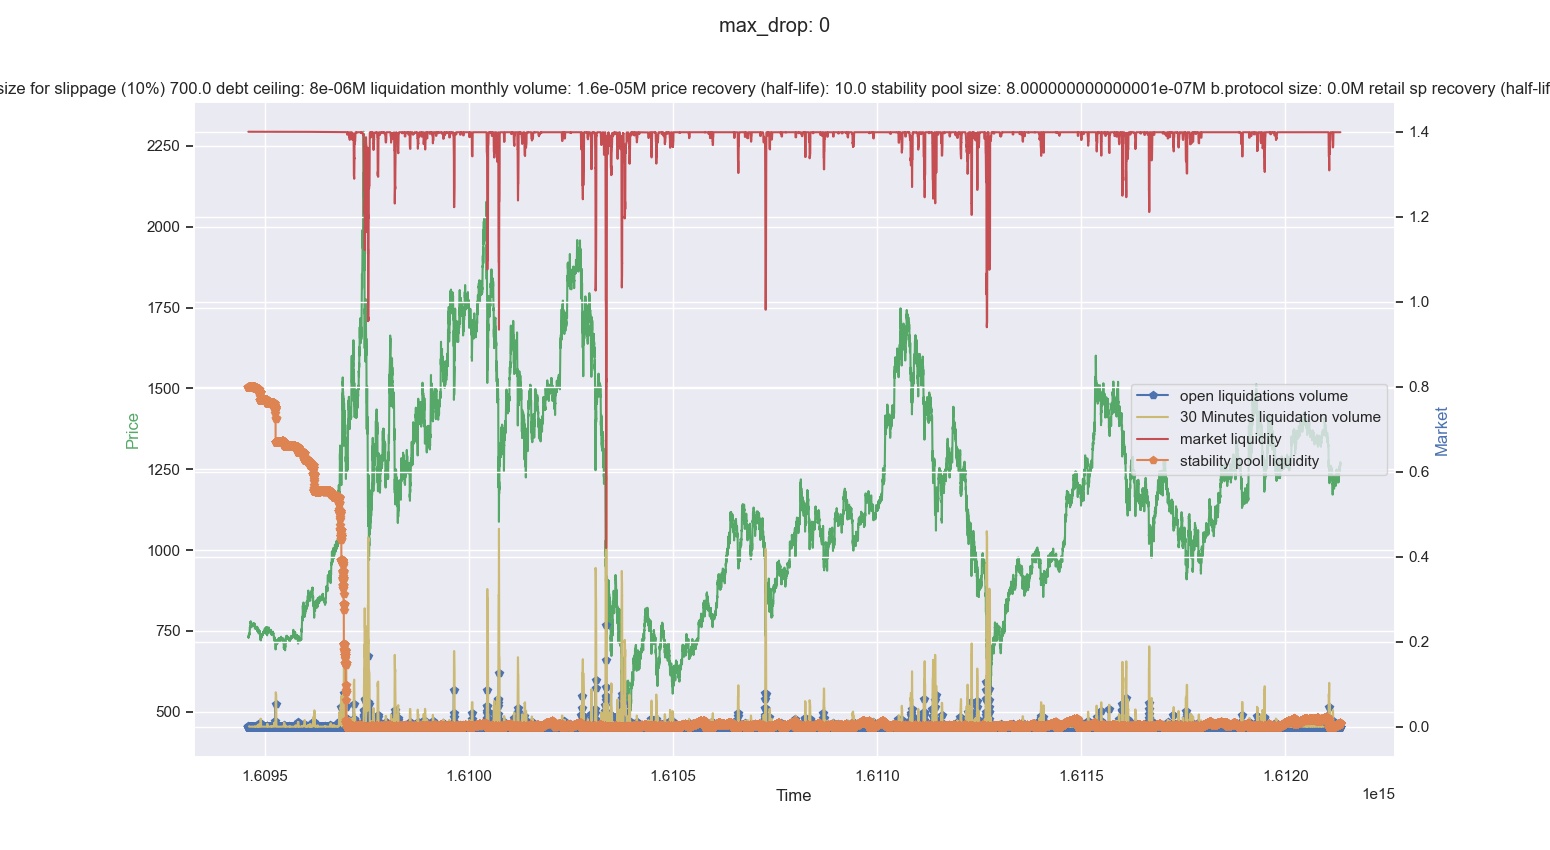 max_drop: 0
size for slippage (10%) 700.0 debt ceiling: 8e-06M liquidation monthly volume: 1.6e-05M price recovery (half-life): 10.0 stability pool size: 8.000000000000001e-07M b.protocol size: 0.0M retail sp recovery (half-lif
2250
2000
1750
1500
1250
1000
750
500
Price
1.4
1.2
1.0
0.8
0.6
0.4
0.2
0.0
Market
open liquidations volume
30 Minutes liquidation volume
market liquidity
stability pool liquidity
1.6095
1.6100
1.6105
1.6110
1.6115
1.6120
Time
1e15